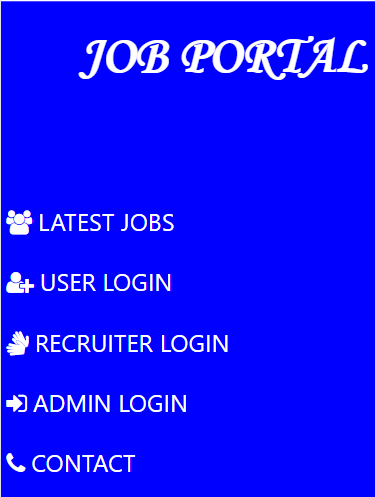 JOB PORTAL
LATEST JOBS
USER LOGIN
RECRUITER LOGIN
ADMIN LOGIN
CONTACT